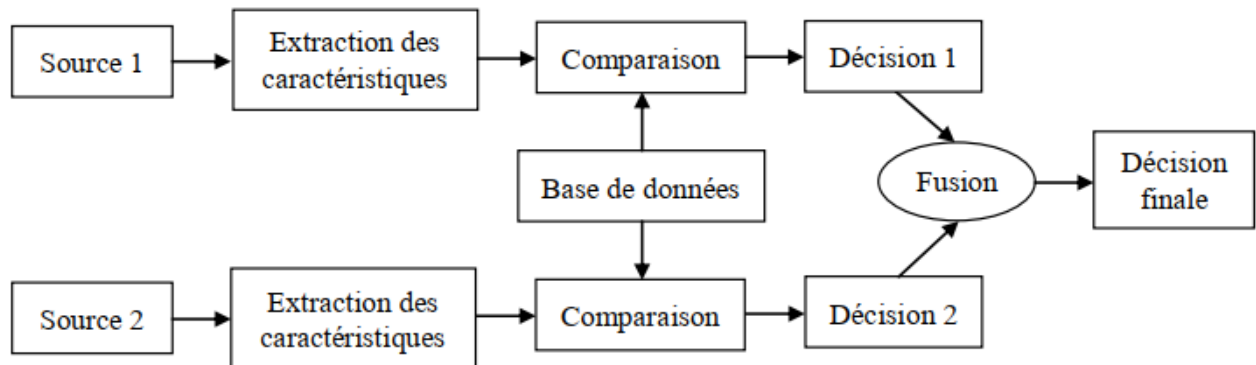 Source 1
Extraction des
caractéristiques
Comparaison
Décision 1
Base de données
Fusion
Décision
finale
Source 2
Extraction des
caractéristiques
Comparaison
Décision 2